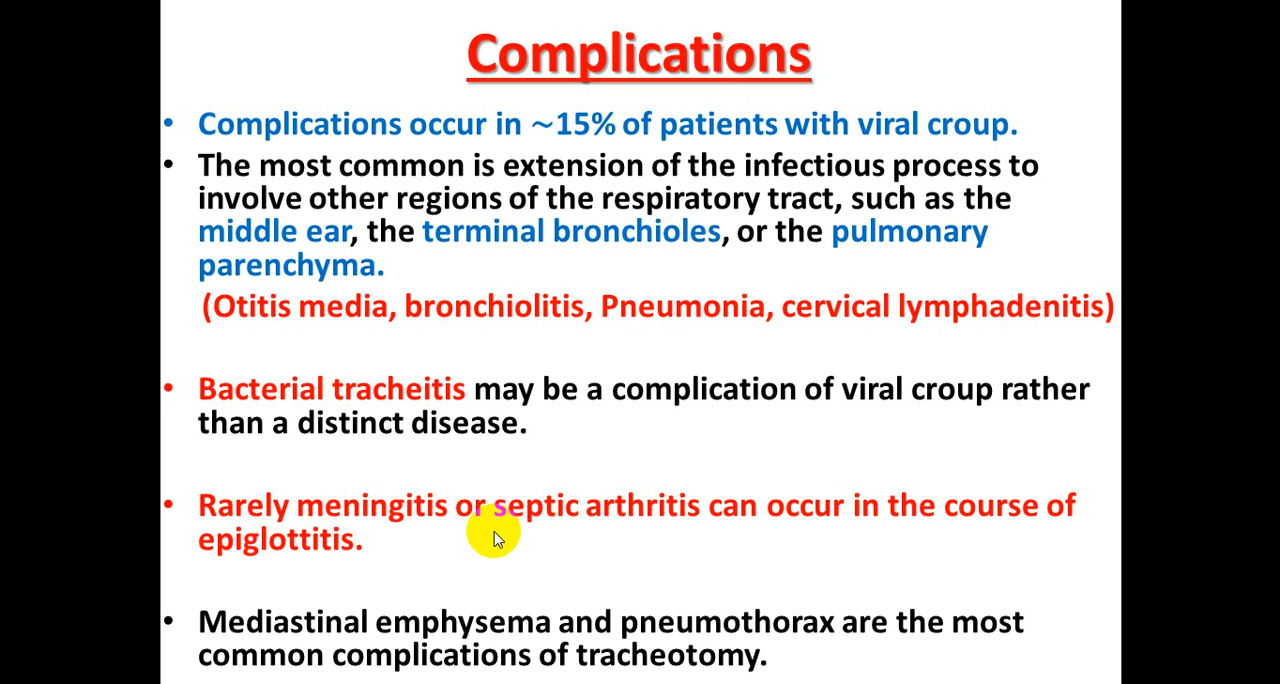 Complications
• Complications occur in ~15% of patients with viral croup.
• The most common is extension of the infectious process to
involve other regions of the respiratory tract, such as the
middle ear, the terminal bronchioles, or the pulmonary
parenchyma.
(Otitis media, bronchiolitis, Pneumonia, cervical lymphadenitis)
• Bacterial tracheitis may be a complication of viral croup rather
than a distinct disease.
• Rarely meningitis or septic arthritis can occur in the course of
epiglottitis.
• Mediastinal emphysema and pneumothorax are the most
common complications of tracheotomy.